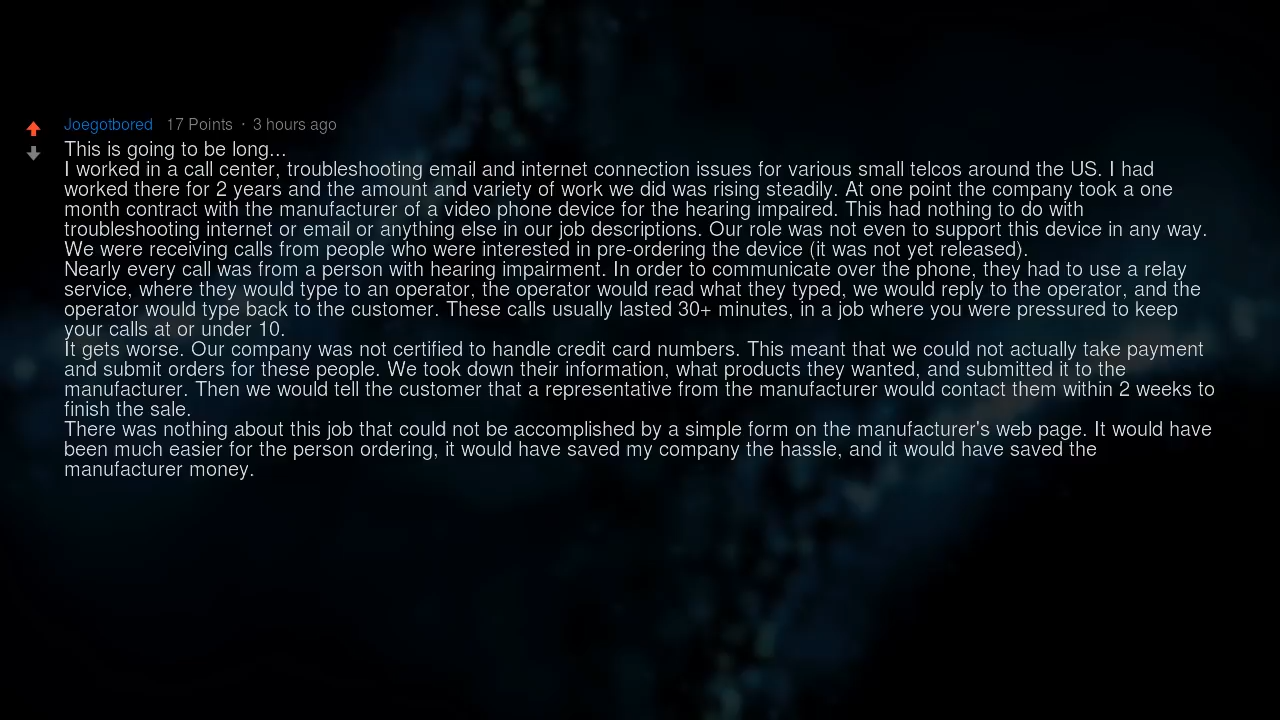 Joegotbored 17 Points · 3 hours ago
This is going to be long...
I worked in a call center, troubleshooting email and internet connection issues for various small telcos around the US. I had
worked there for 2 years and the amount and variety of work we did was rising steadily. At one point the company took a one
month contract with the manufacturer of a video phone device for the hearing impaired. This had nothing to do with
troubleshooting internet or email or anything else in our job descriptions. Our role was not even to support this device in any way.
We were receiving calls from people who were interested in pre-ordering the device (it was not yet released).
Nearly every call was from a person with hearing impairment. In order to communicate over the phone, they had to use a relay
service, where they would type to an operator, the operator would read what they typed, we would reply to the operator, and the
operator would type back to the customer. These calls usually lasted 30+ minutes, in a job where you were pressured to keep
your calls at or under 10.
It gets worse. Our company was not certified to handle credit card numbers. This meant that we could not actually take payment
and submit orders for these people. We took down their information, what products they wanted, and submitted it to the
manufacturer. Then we would tell the customer that a representative from the manufacturer would contact them within 2 weeks to
finish the sale.
There was nothing about this job that could not be accomplished by a simple form on the manufacturer's web page. It would have
been much easier for the person ordering, it would have saved my company the hassle, and it would have saved the
manufacturer money.